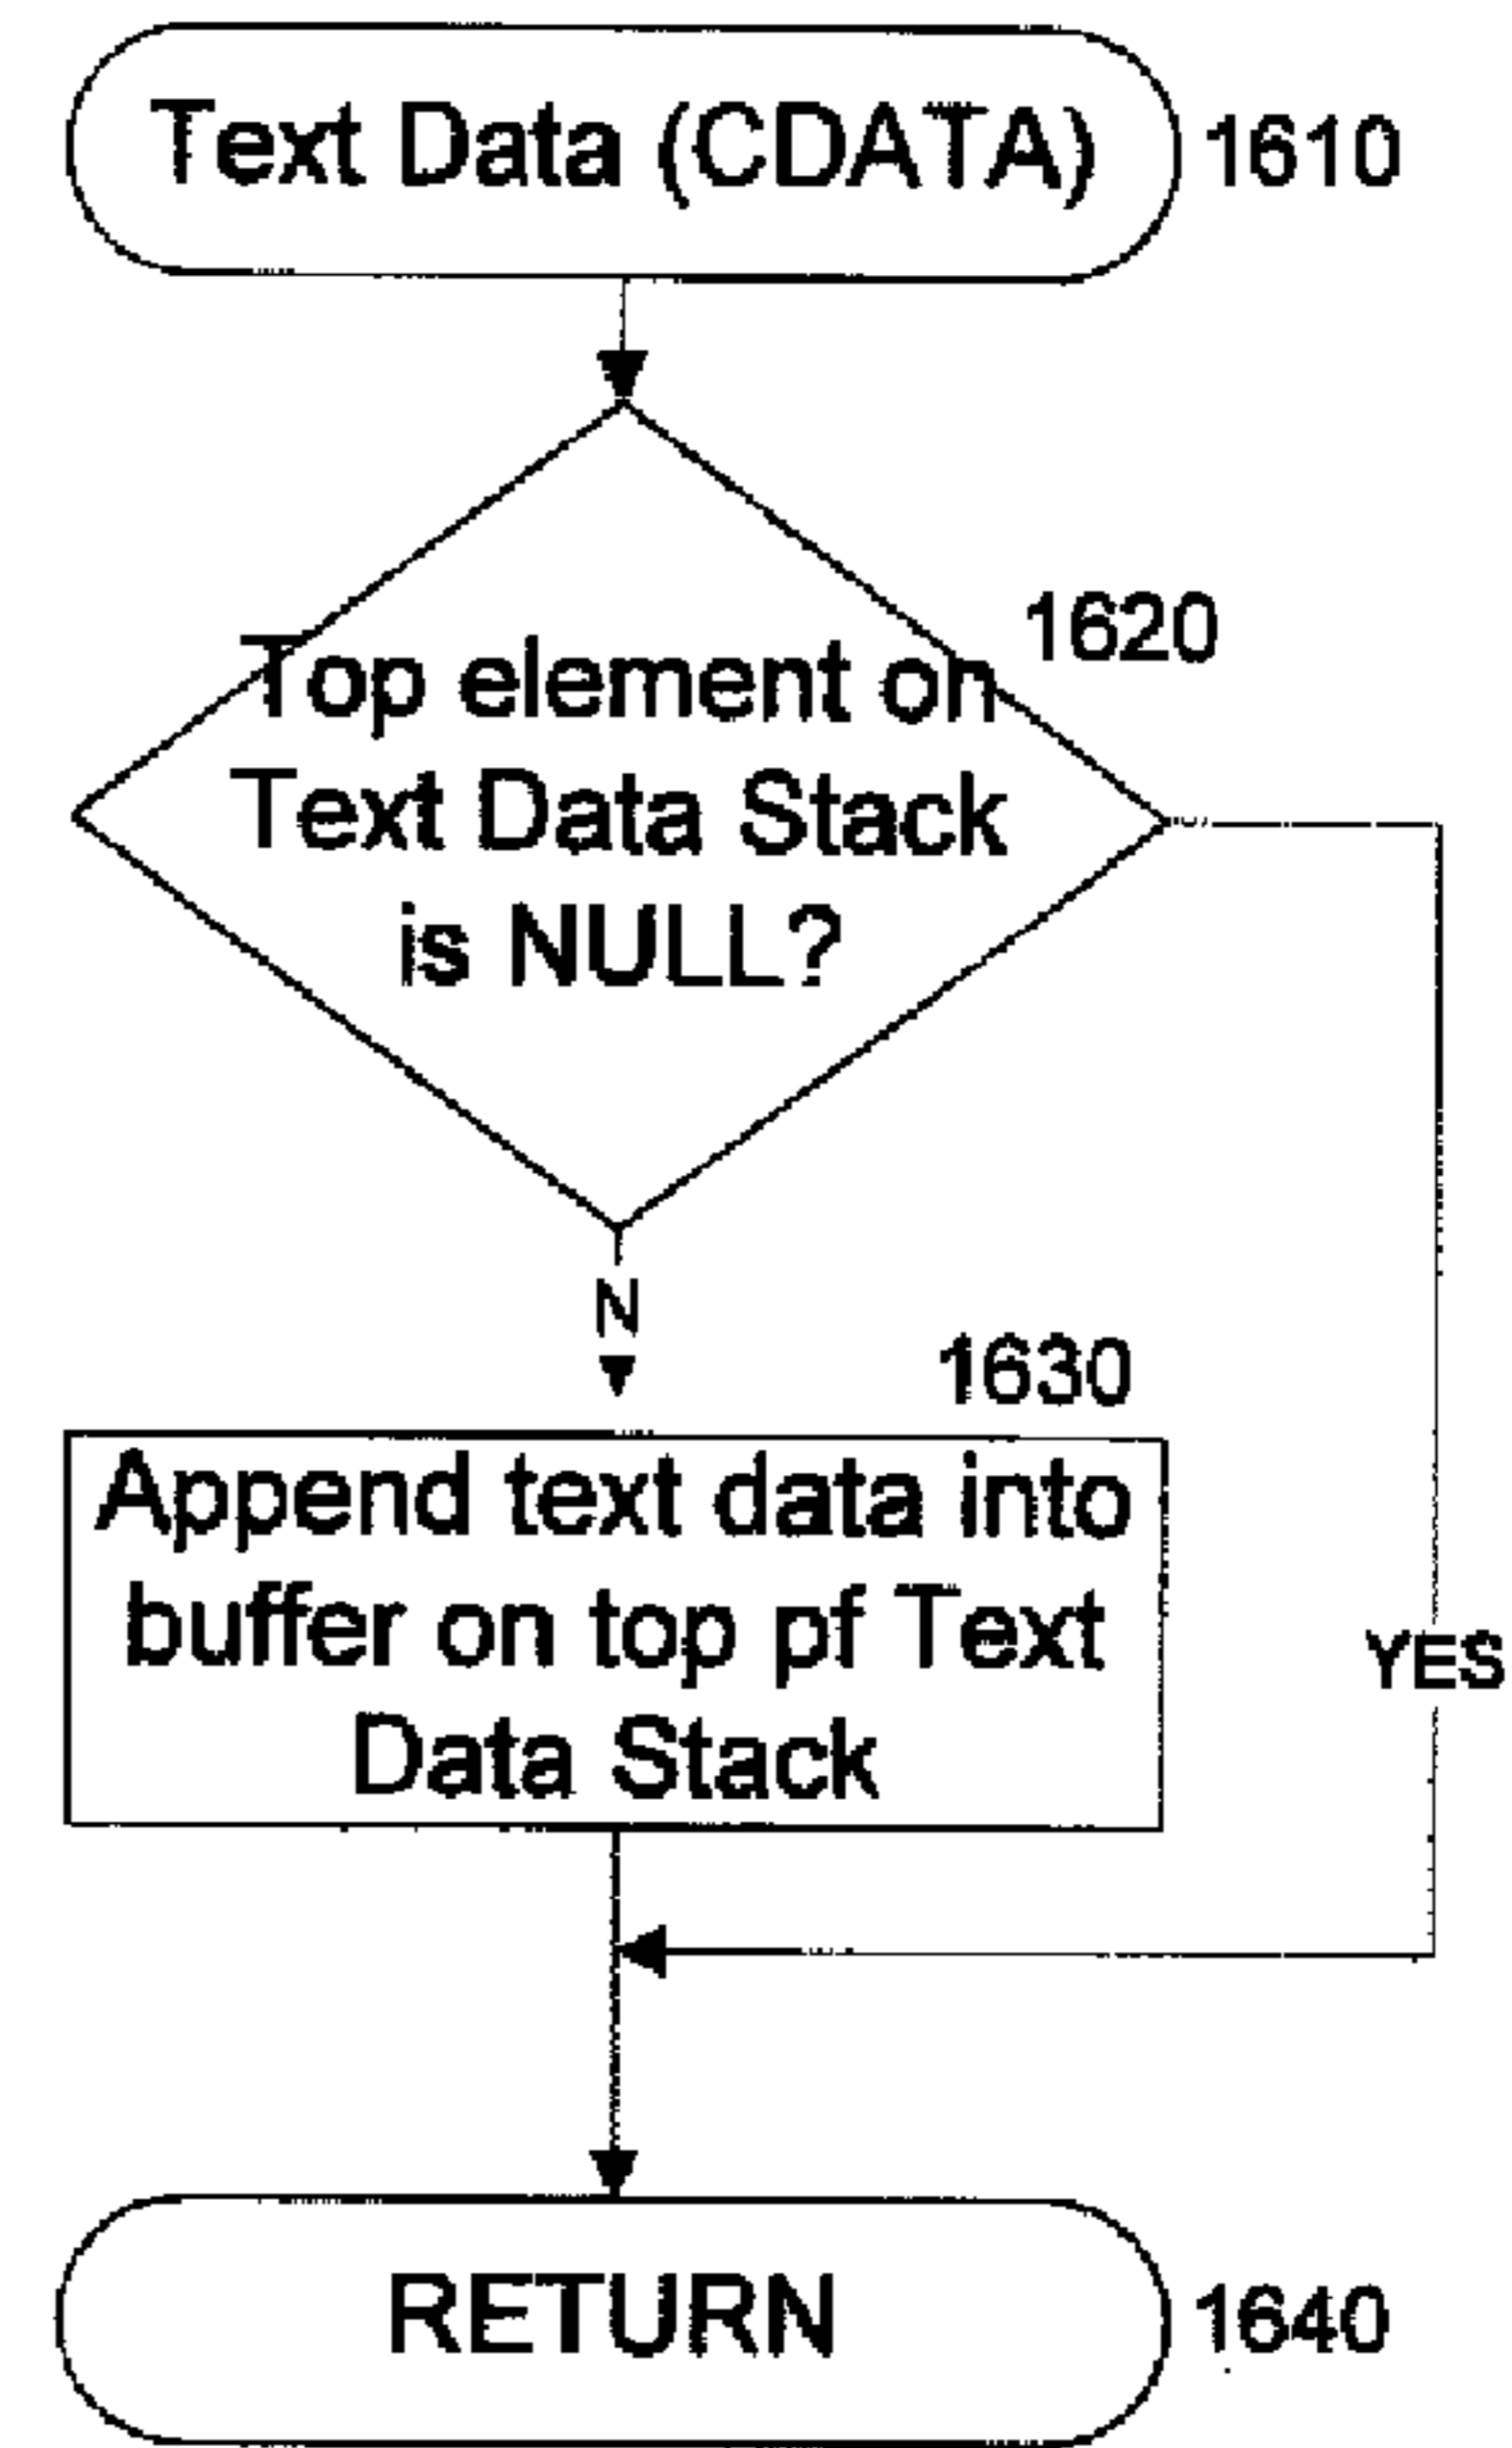 Text Data (CDATA)
1610
1620
Top element on
Text Data Stack
is NULL?
N
1630
Append text data into
buffer on top pf Text
Data Stack
YES
RETURN
1640